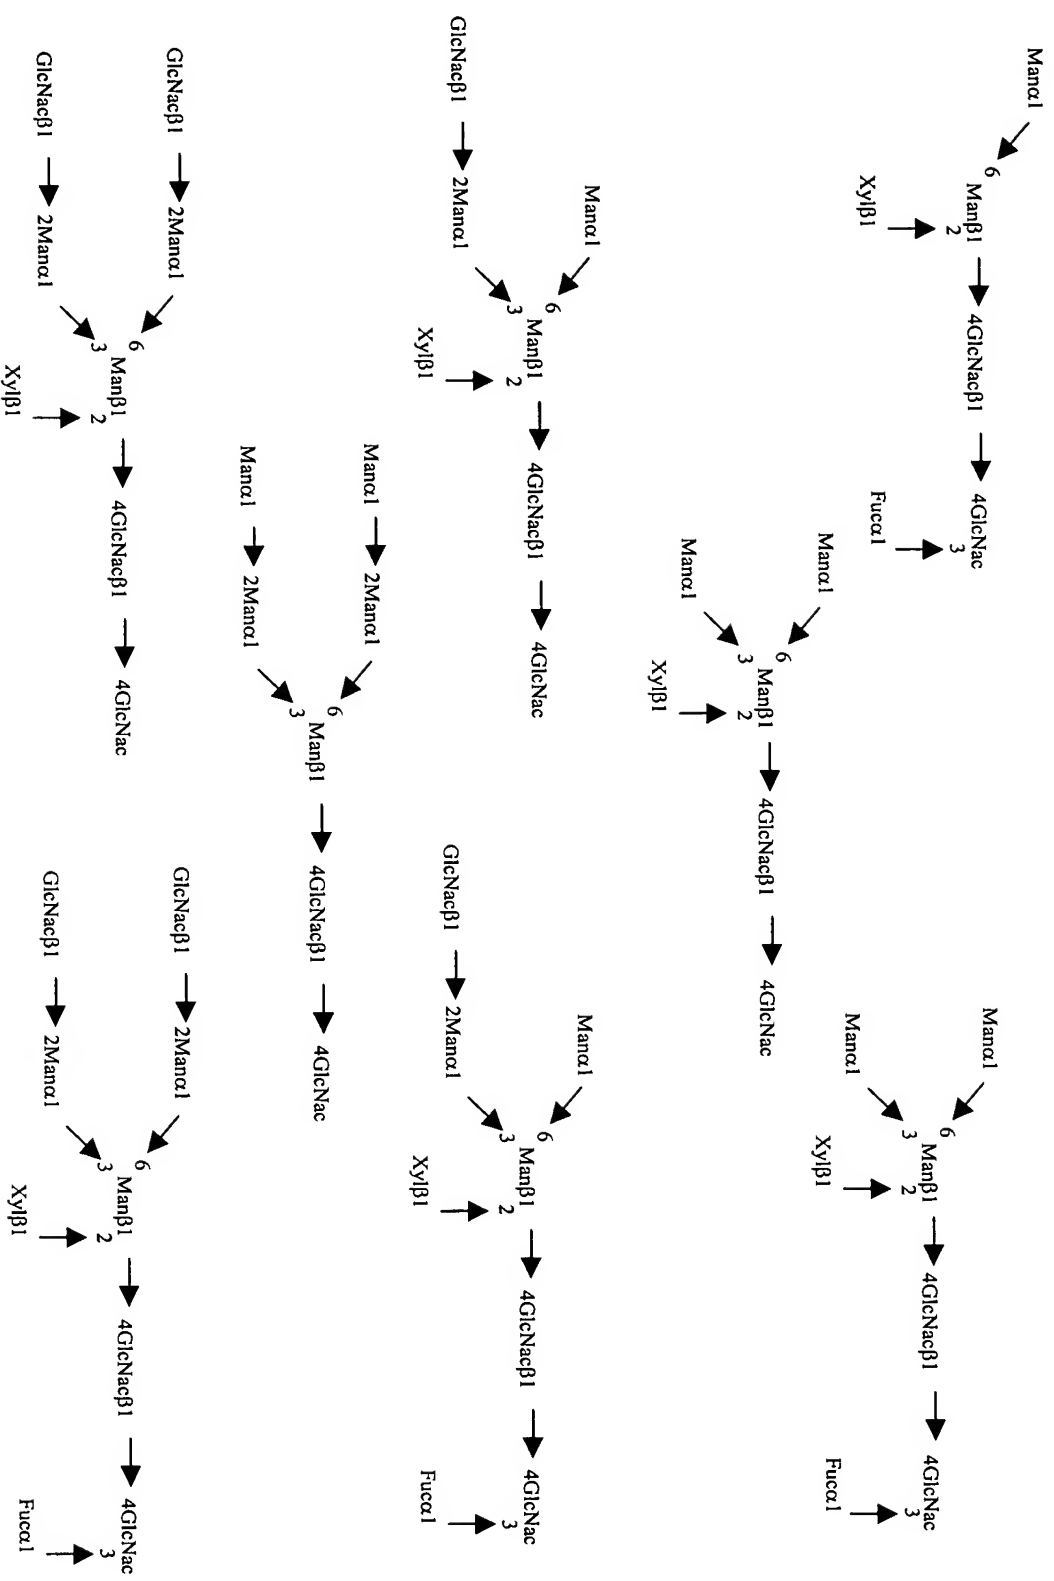 Manα1
6
Manβ1 4GlcNacβ1 4GlcNac
2 3
Xylβ1 Fucα1
Manα1
6
Manβ1 4GlcNacβ1 4GlcNac
3 2 3
Manα1
Xylβ1 Fucα1
Manα1
6
Manβ1 4GlcNacβ1 4GlcNac
3 2
Manα1
Xylβ1
Manα1
6
Manβ1 4GlcNacβ1 4GlcNac
3 2
GlcNacβ1 2Manα1
Xylβ1
Manα1
6
Manβ1 4GlcNacβ1 4GlcNac
3 2 3
GlcNacβ1 2Manα1
Xylβ1 Fucα1
Manα1 2Manα1
6
Manβ1 4GlcNacβ1 4GlcNac
3
Manα1 2Manα1
GlcNacβ1 2Manα1
6
Manβ1 4GlcNacβ1 4GlcNac
3 2
GlcNacβ1 2Manα1
Xylβ1
GlcNacβ1 2Manα1
6
Manβ1 4GlcNacβ1 4GlcNac
3 2 3
GlcNacβ1 2Manα1
Xylβ1 Fucα1